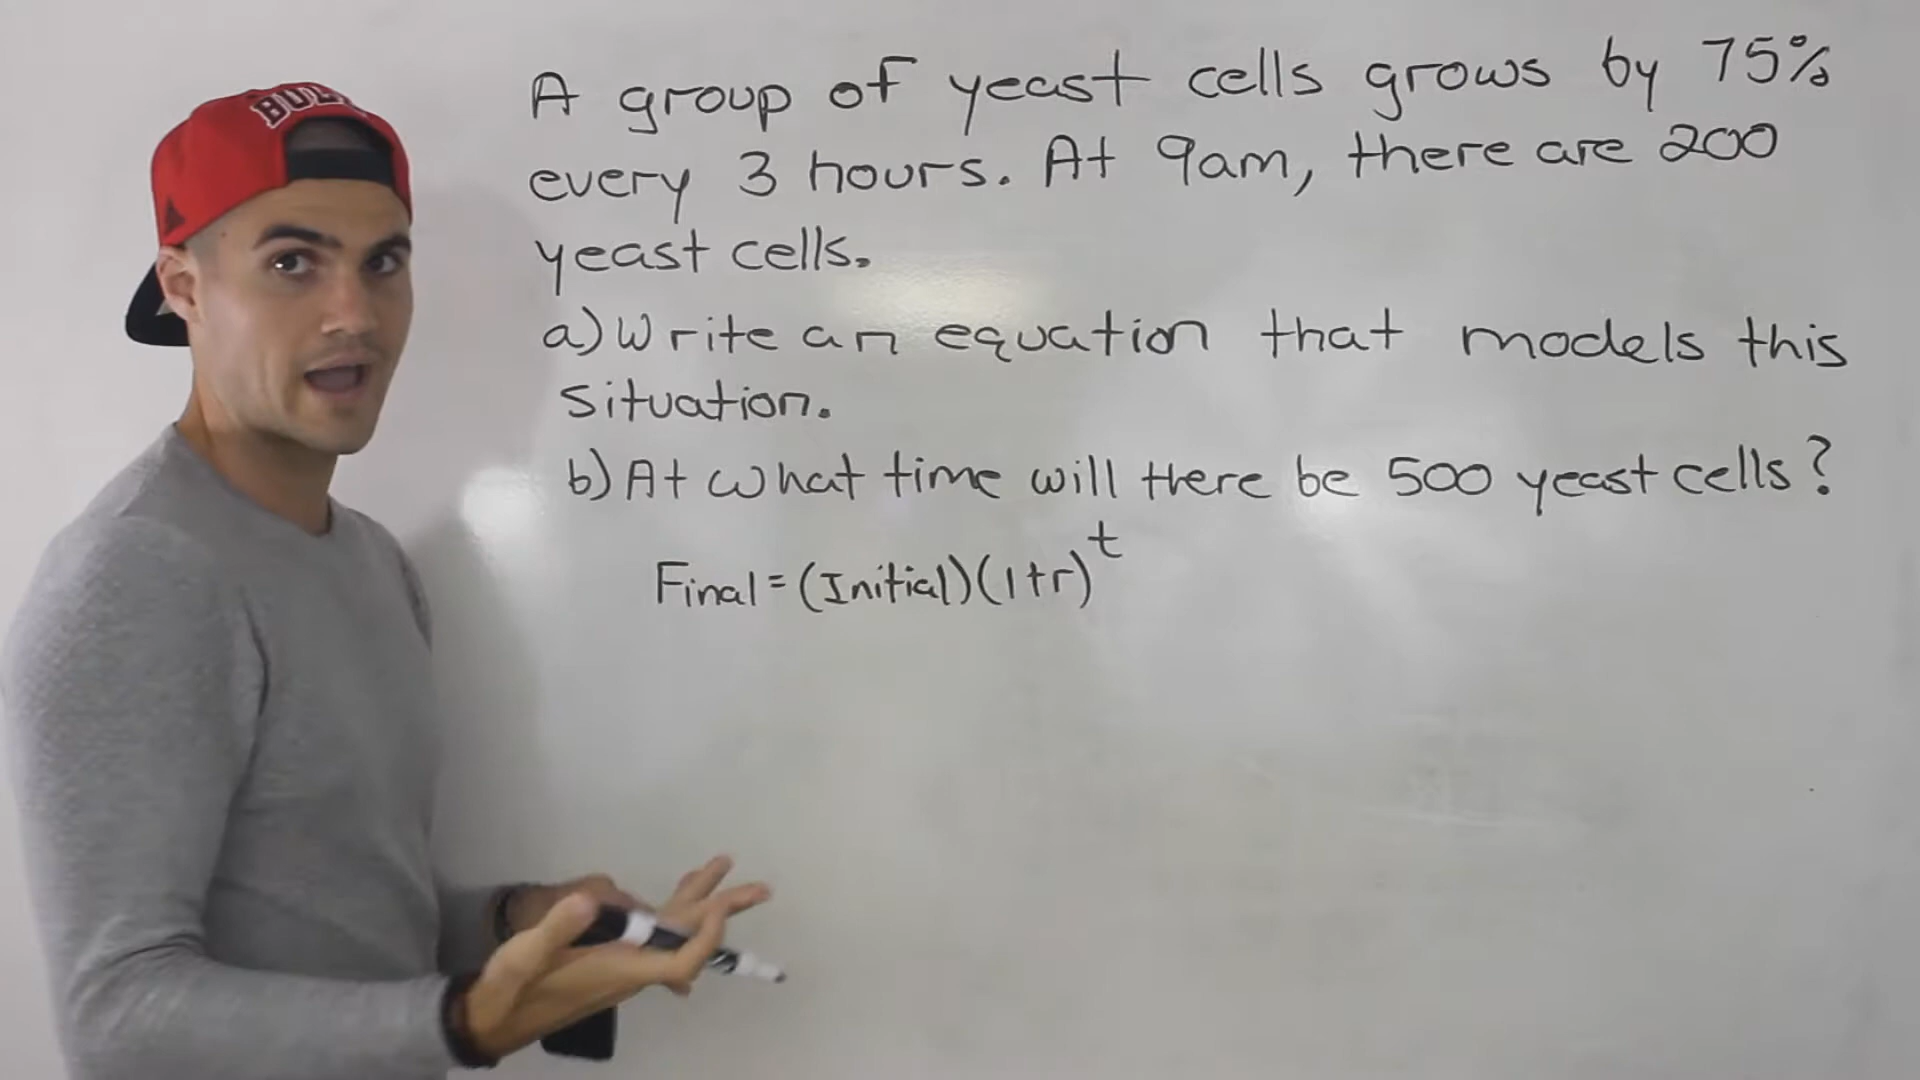 A group of yeast cells grows by 75%
every 3 hours. At 9am, there are 200
yeast cells.
a) Write an equation that models this
situation.
b) At what time will there be 500 yeast cells?
Final = (Initial)(1+r)^t